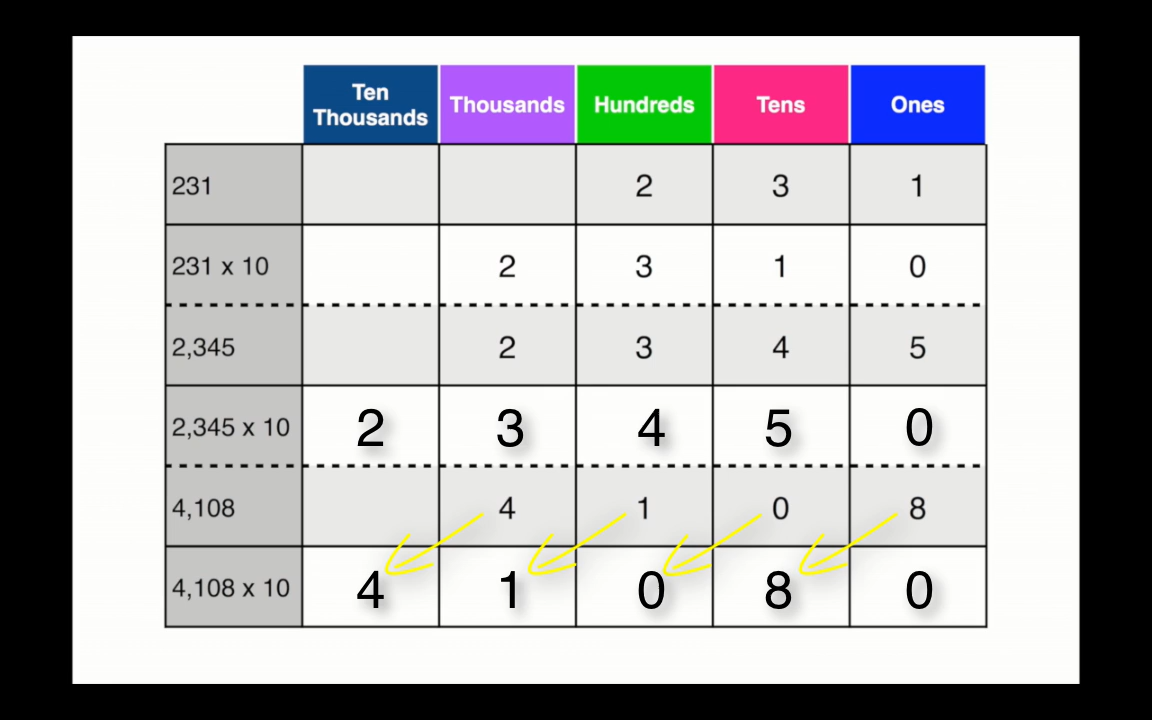 Ten Thousands Thousands Hundreds Tens Ones
231 2 3 1
231 x 10 2 3 1 0
2,345 2 3 4 5
2,345 x 10 2 3 4 5 0
4,108 4 1 0 8
4,108 x 10 4 1 0 8 0